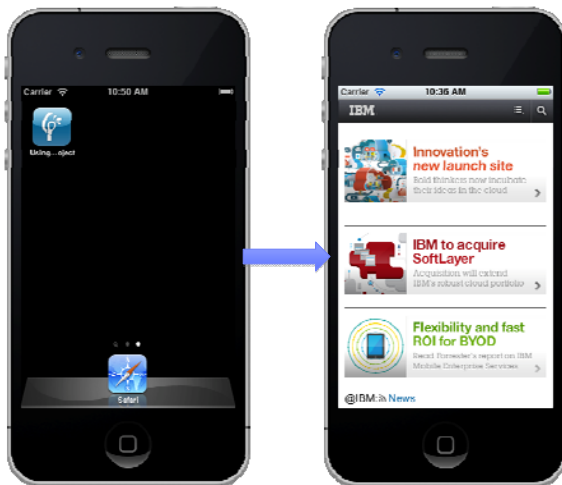 Carrier 10:50 AM
Using...oject
Safari
Carrier 10:36 AM
IBM
Innovation's
new launch site
Bold thinkers now incubate
their ideas in the cloud
IBM to acquire
SoftLayer
Acquisition will extend
IBM's robust cloud portfolio
Flexibility and fast
ROI for BYOD
Read Forrester's report on IBM
Mobile Enterprise Services
@IBM: News